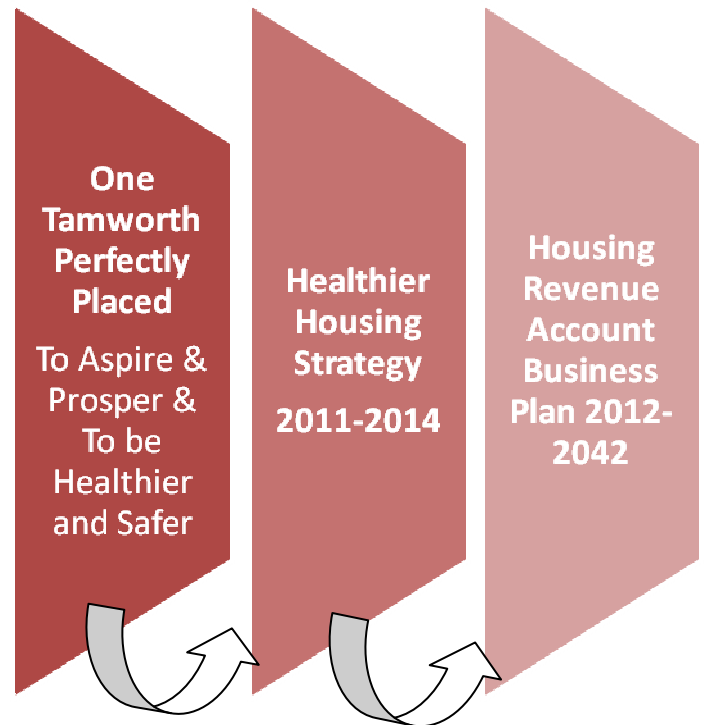 One
Tamworth
Perfectly
Placed
To Aspire &
Prosper &
To be
Healthier
and Safer
Healthier
Housing
Strategy
2011-2014
Housing
Revenue
Account
Business
Plan 2012-
2042